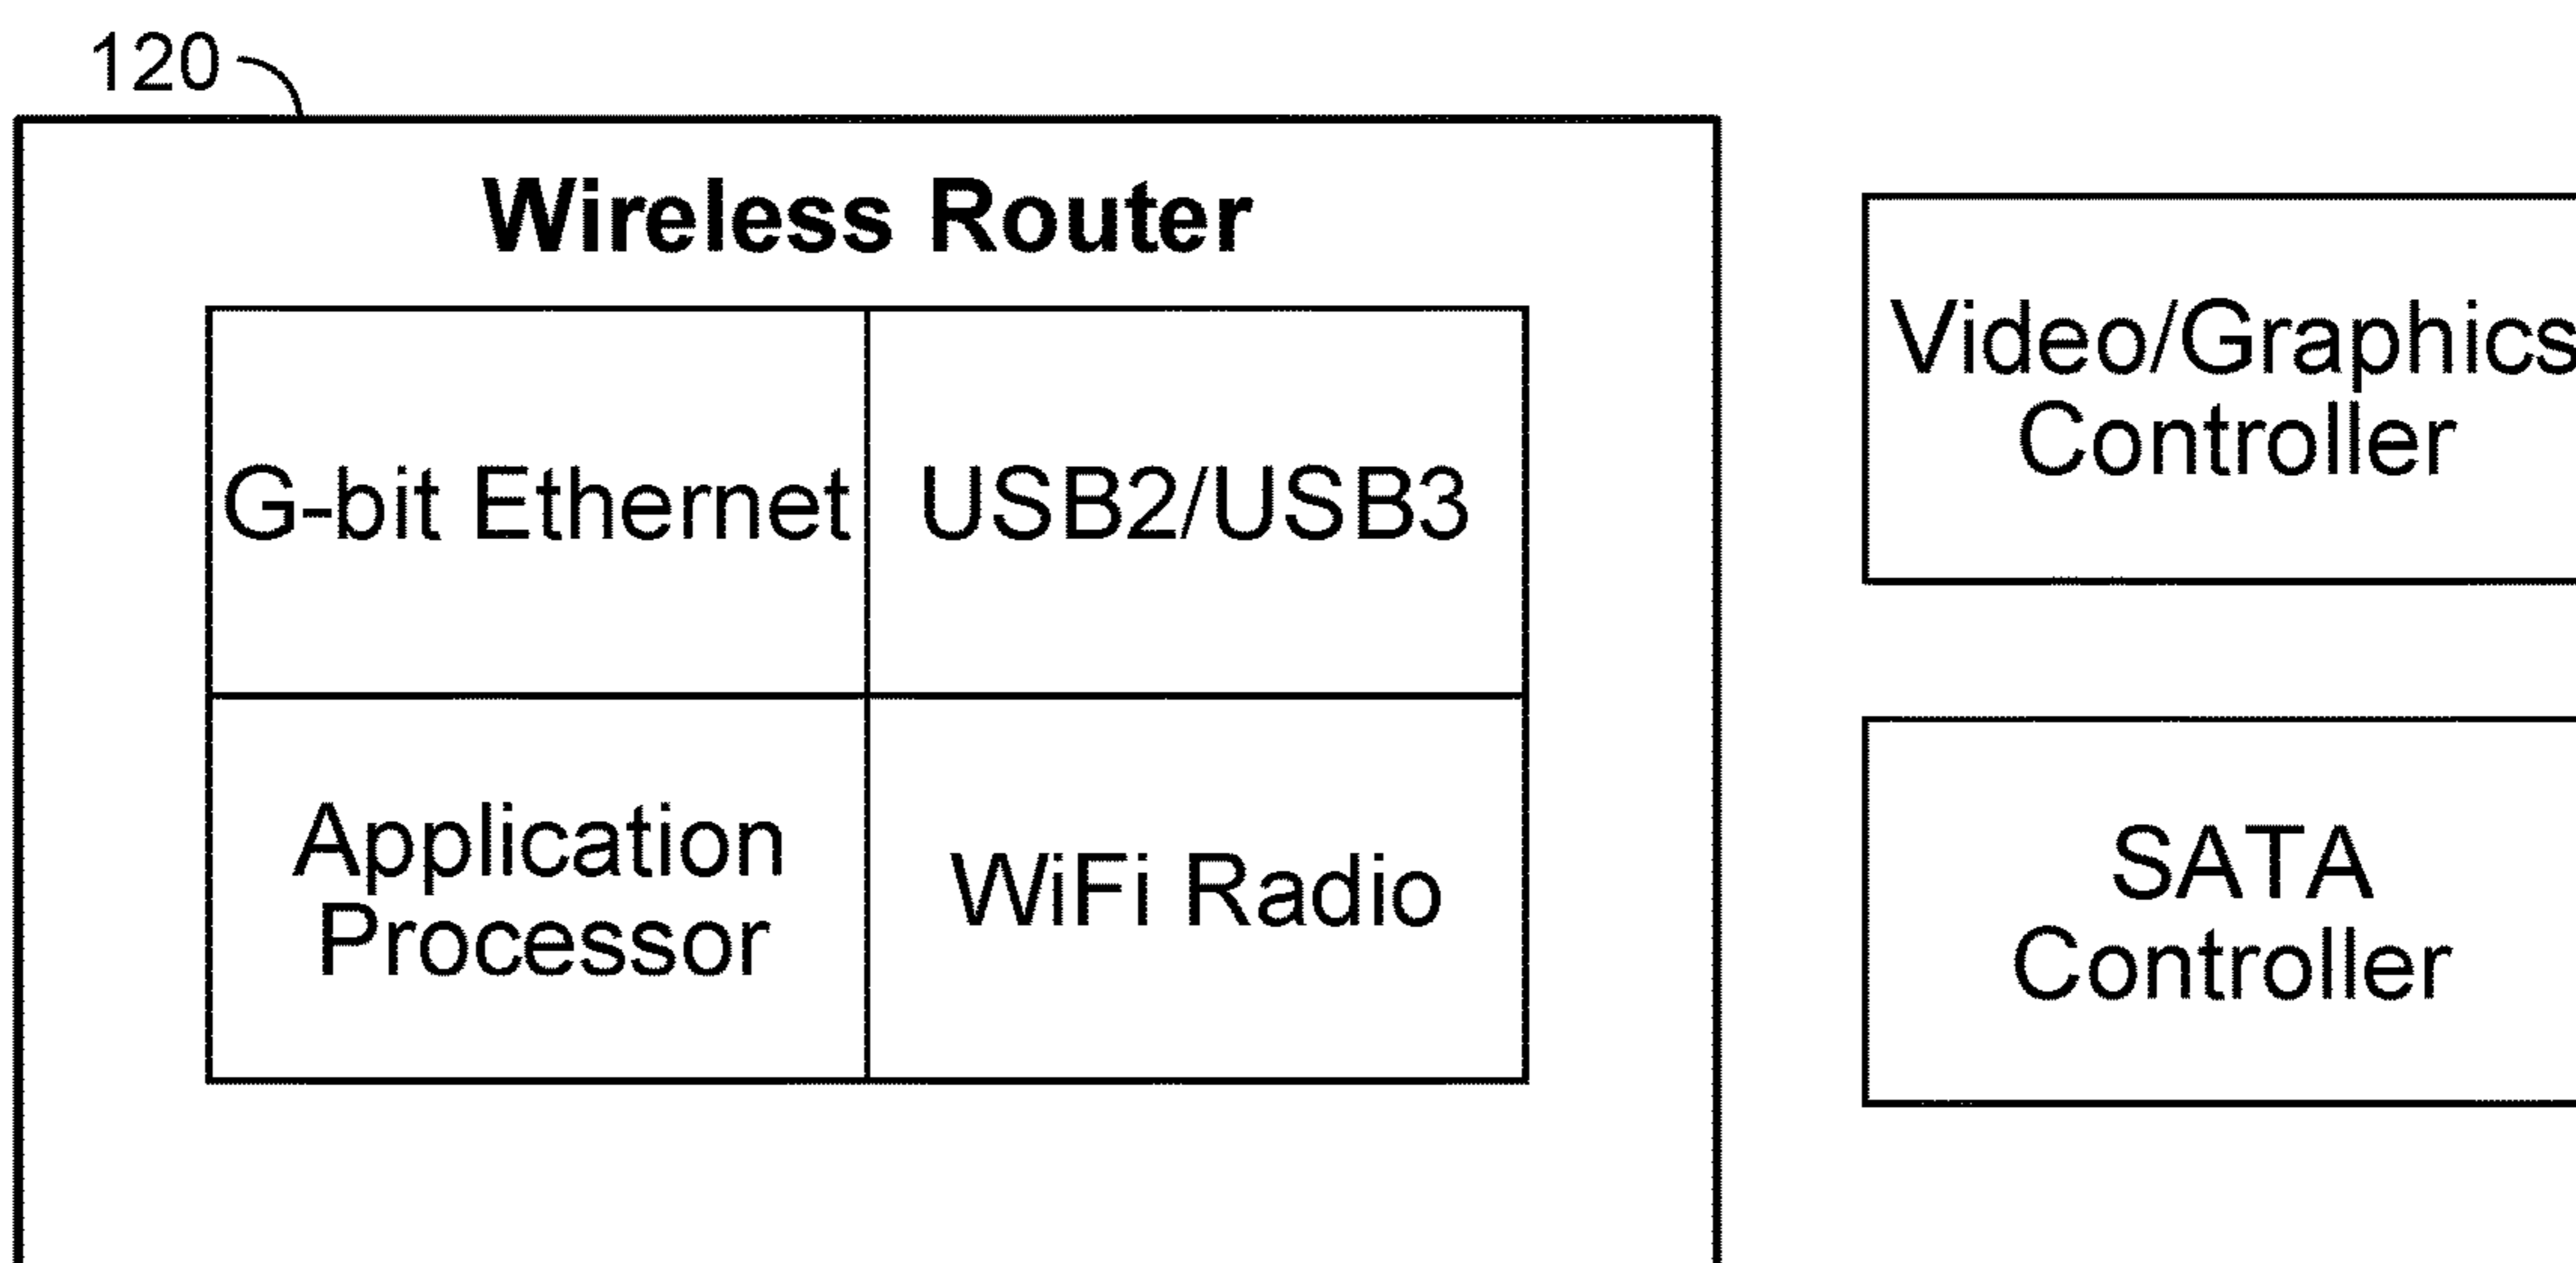 120
Wireless Router
G-bit Ethernet
USB2/USB3
Application
Processor
WiFi Radio
Video/Graphics
Controller
SATA
Controller